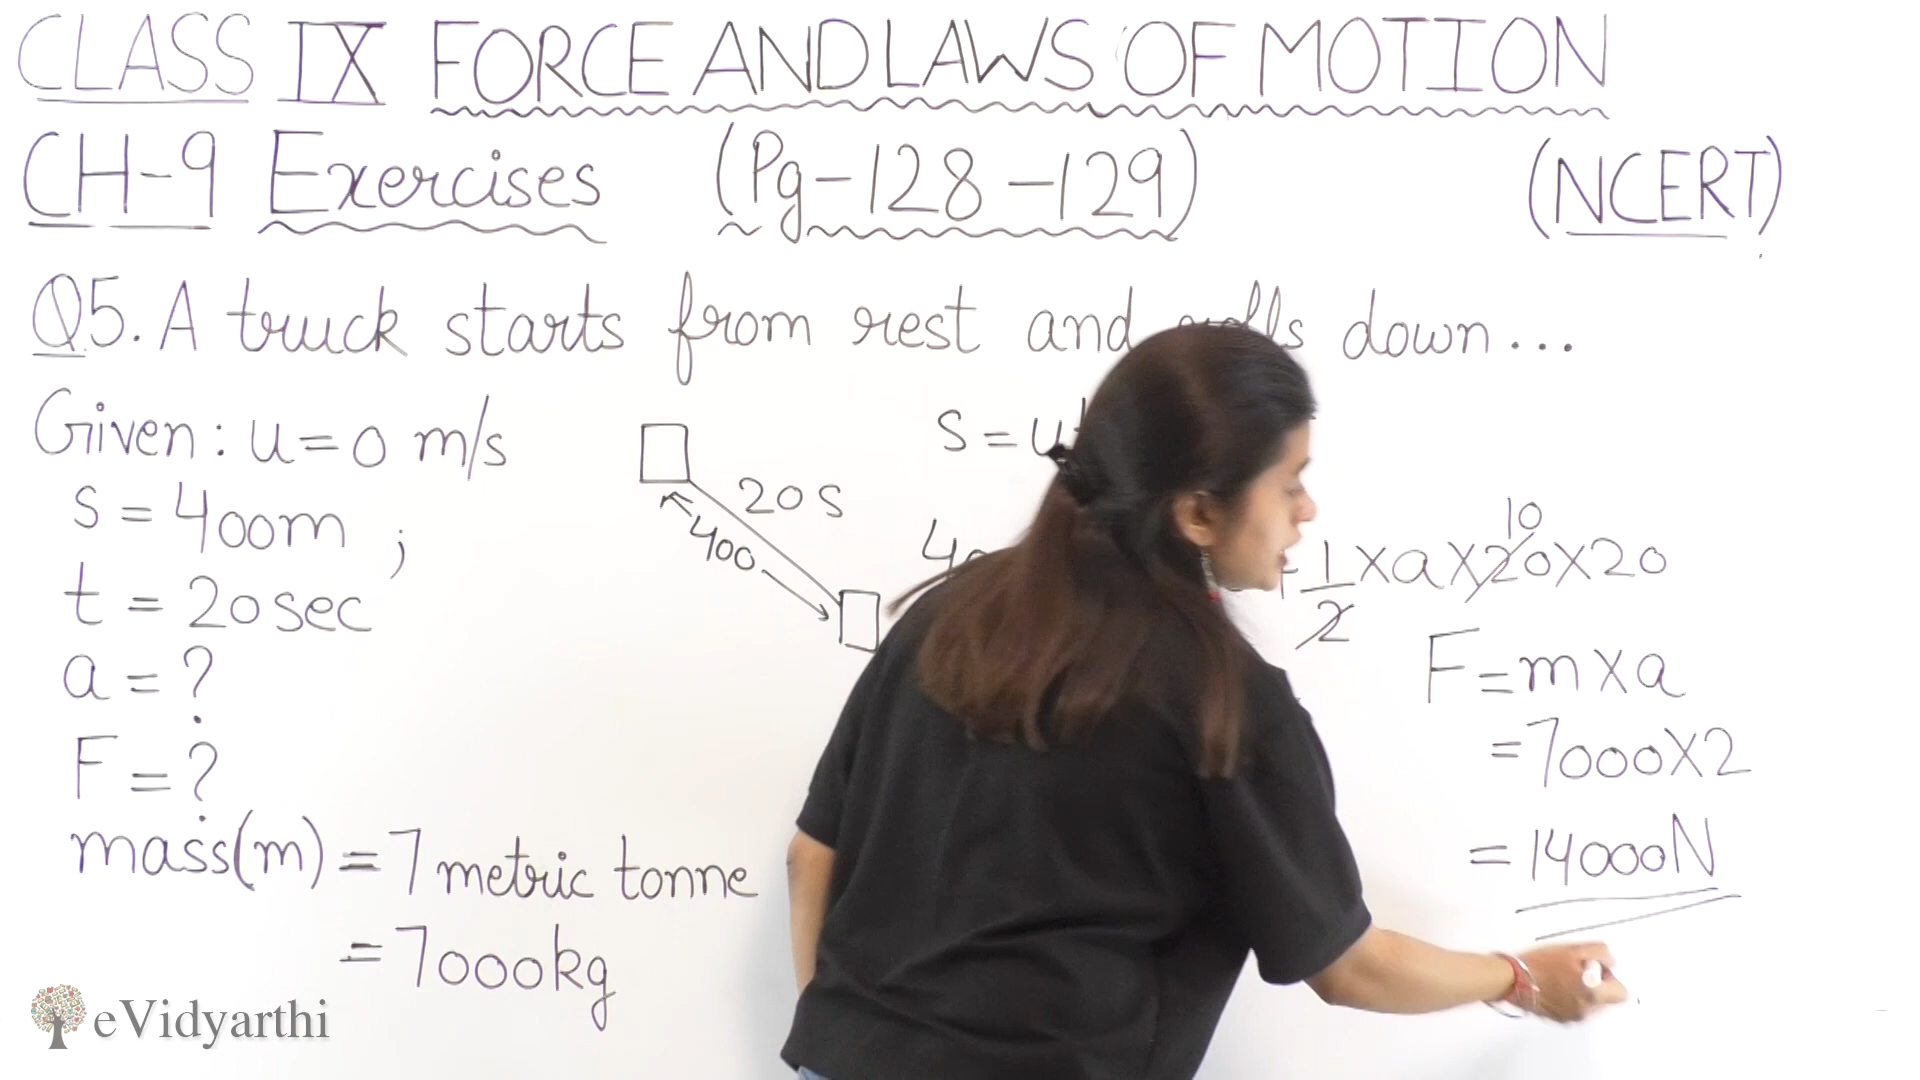 CLASS IX FORCE AND LAWS OF MOTION
CH-9 Exercises (Pg-128-129) (NCERT)
Q5. A truck starts from rest and down...
Given: u=0 m/s
s = 400m ;
t = 20sec
a = ?
F = ?
mass(m) = 7 metric tonne
= 7000kg
20s
400
s = u
1/2 × a × 20 × 20
10
F = m × a
= 7000 × 2
= 14000N
eVidyarthi